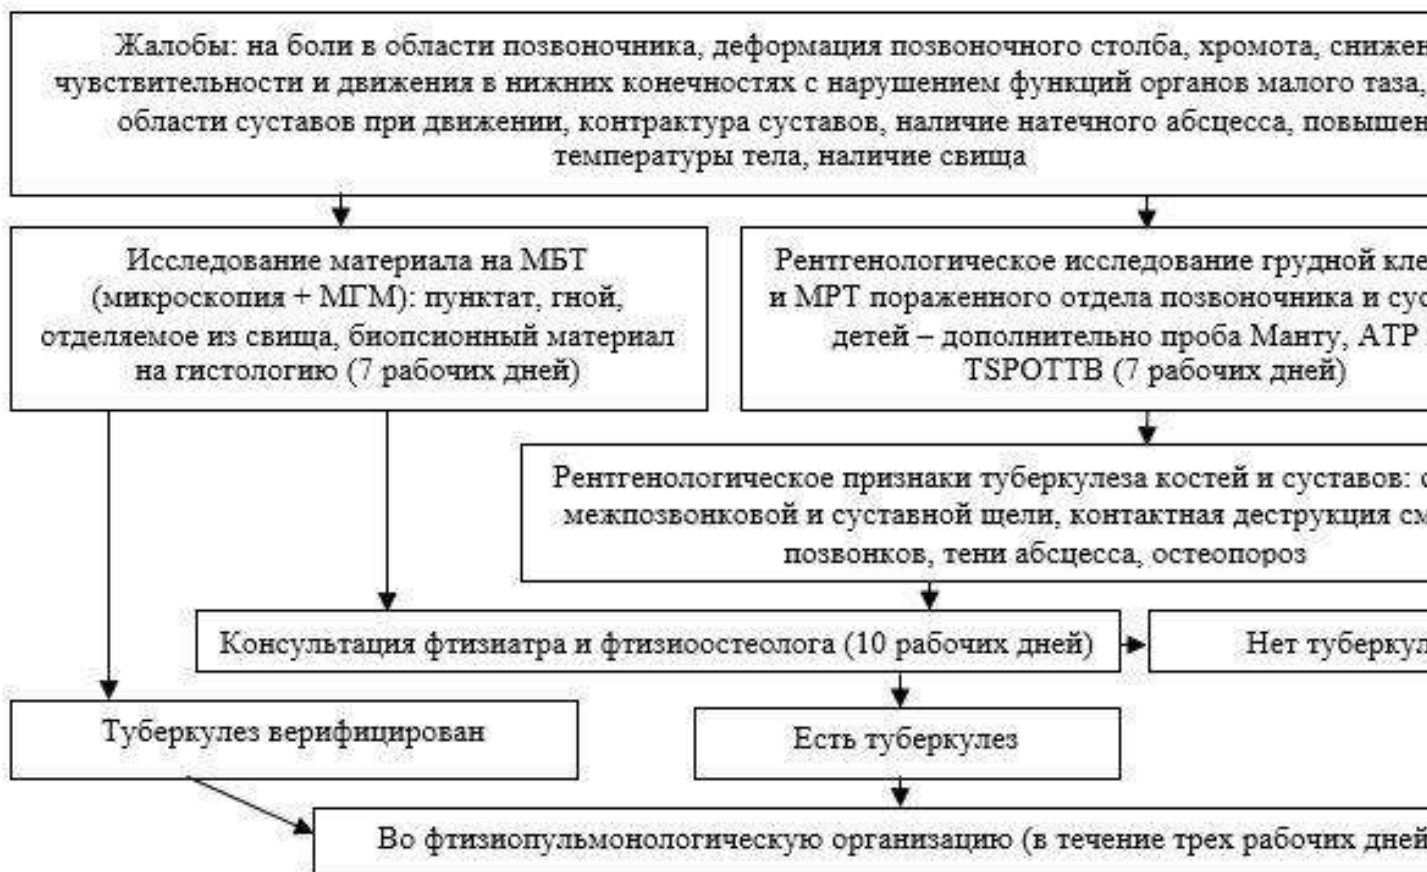 Жалобы: на боли в области позвоночника, деформация позвоночного столба, хромота, снижен
чувствительности и движения в нижних конечностях с нарушением функций органов малого таза,
области суставов при движении, контрактура суставов, наличие натечного абсцесса, повышен
температуры тела, наличие свища
Исследование материала на МБТ
(микроскопия + МГМ): пунктат, гной,
отделяемое из свища, биопсионный материал
на гистологию (7 рабочих дней)
Рентгенологическое исследование грудной кле
и МРТ пораженного отдела позвоночника и сус
детей – дополнительно проба Манту, АТР
TSPOTTB (7 рабочих дней)
Рентгенологическое признаки туберкулеза костей и суставов: с
межпозвонковой и суставной щели, контактная деструкция см
позвонков, тени абсцесса, остеопороз
Консультация фтизиатра и фтизиоостеолога (10 рабочих дней)
Нет туберкул
Туберкулез верифицирован
Есть туберкулез
Во фтизиопульмонологическую организацию (в течение трех рабочих дней